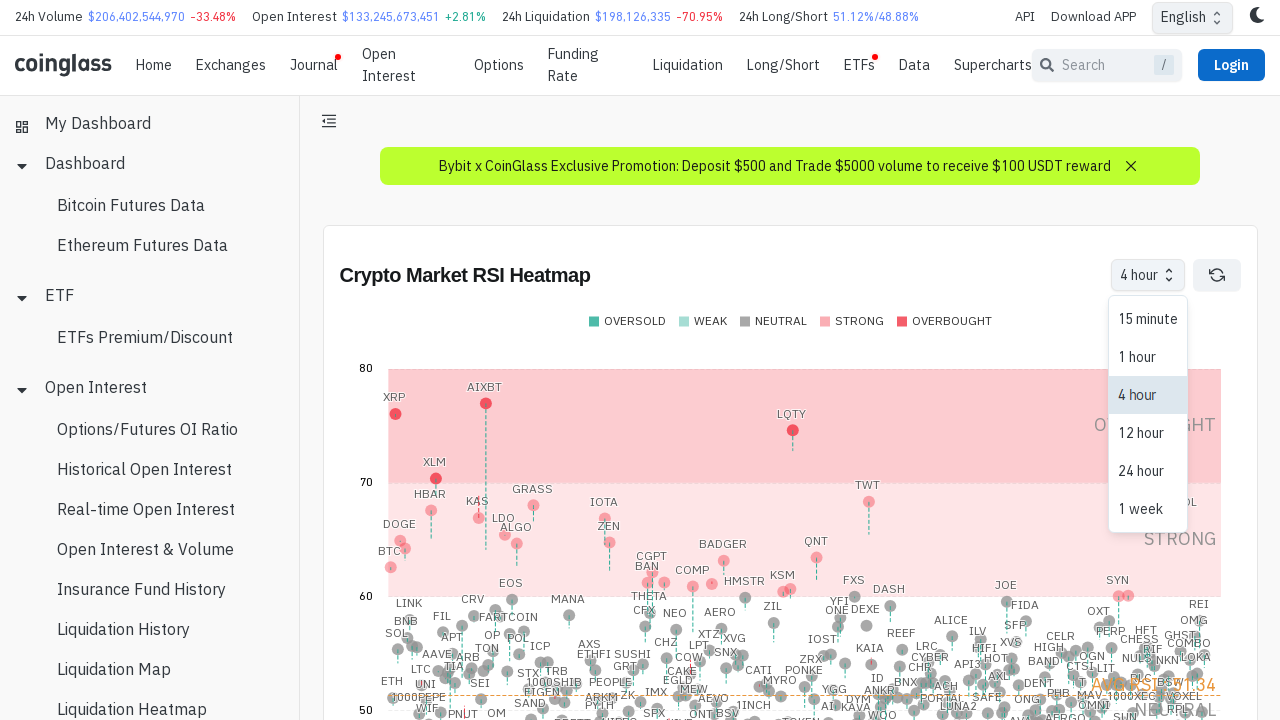 24h Volume $206,402,544,970 -33.48% Open Interest $133,245,673,451 +2.81% 24h Liquidation $198,126,335 -70.95% 24h Long/Short 51.12%/48.88% API Download APP English
coinglass Home Exchanges Journal Open Interest Options Funding Rate Liquidation Long/Short ETFs Data Supercharts Search / Login
My Dashboard
Dashboard
Bitcoin Futures Data
Ethereum Futures Data
ETF
ETFs Premium/Discount
Open Interest
Options/Futures OI Ratio
Historical Open Interest
Real-time Open Interest
Open Interest & Volume
Insurance Fund History
Liquidation History
Liquidation Map
Liquidation Heatmap
Bybit x CoinGlass Exclusive Promotion: Deposit $500 and Trade $5000 volume to receive $100 USDT reward
Crypto Market RSI Heatmap
4 hour
15 minute
1 hour
4 hour
12 hour
24 hour
1 week
OVERSOLD WEAK NEUTRAL STRONG OVERBOUGHT
80
XRP AIXBT
LQTY
XLM
70
HBAR KAS GRASS TWT
DOGE LDO ALGO IOTA ZEN
BTC CGPT BADGER QNT
BAN COMP HMSTR KSM FXS SYN
EOS DASH JOE
STRONG
60
LINK CRV MANA THETA YFI FIDA REI
BNB FIL FARTCOIN CFX NEO AERO ZIL ONE DEXE ALICE SFP OXT OMG
SOL APT OP POL ICP AXS CHZ LPT XTZ XVG IOST REEF ILV XVS CELR PERP CHESS HFT GHST
AAVE ARB TON ETHFI SUSHI COW SNX ZRX KAIA LRC HIFI HIGH RIF COMBO
LTC TIA STX TRB GRT CAKE CATI PONKE CYBER API3 HOT BAND OGN NULS NKN LOKA
ETH UNI SEI 1000SHIB PEOPLE EGLD MYRO ID CHR AXL DENT CTSI LIT
1000PEPE EIGEN ARKM ZK IMX MEW AEVO YGG ANKR BNX ACH SAFE PHB MAV 1000XEC VOXEL
WIF SAND PYTH 1INCH AI KAVA LUNA2 ONG OMNI
PNUT OM SPX ONT BSV WOO SUN
AVG RSI: 51.34
NEUTRAL
50